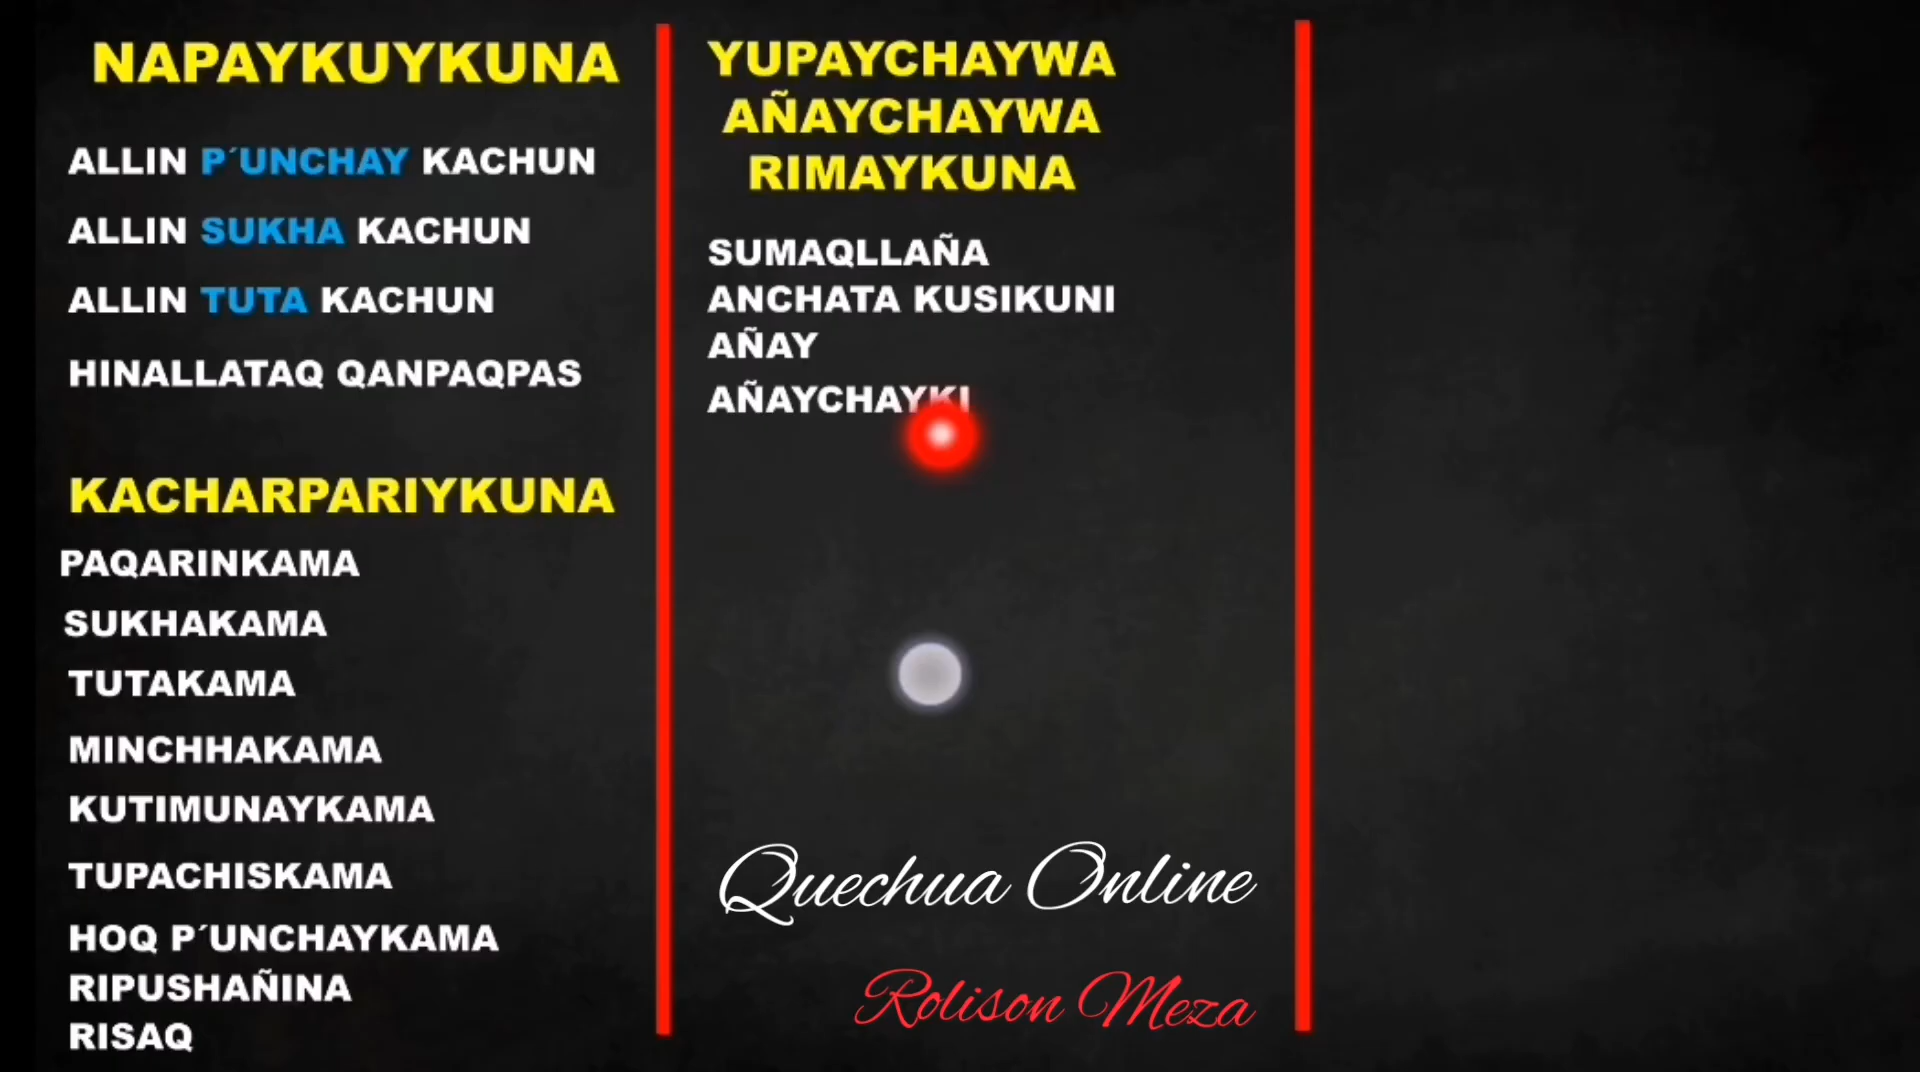 NAPAYKUYKUNA
ALLIN P´UNCHAY KACHUN
ALLIN SUKHA KACHUN
ALLIN TUTA KACHUN
HINALLATAQ QANPAQPAS
KACHARPARIYKUNA
PAQARINKAMA
SUKHAKAMA
TUTAKAMA
MINCHHAKAMA
KUTIMUNAYKAMA
TUPACHISKAMA
HOQ P´UNCHAYKAMA
RIPUSHAÑINA
RISAQ
YUPAYCHAYWA
AÑAYCHAYWA
RIMAYKUNA
SUMAQLLAÑA
ANCHATA KUSIKUNI
AÑAY
AÑAYCHAYKI
Quechua Online
Rolison Meza